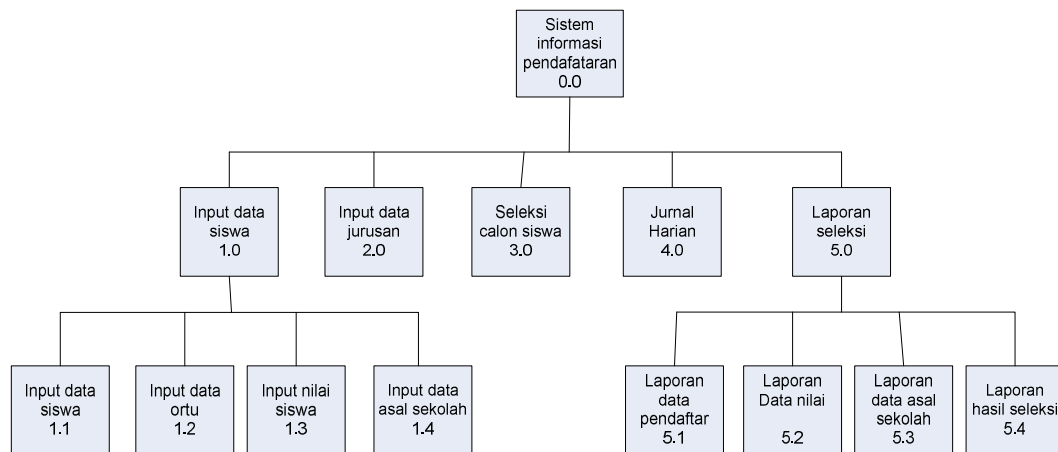 Sistem
informasi
pendafataran
0.0
Input data
siswa
1.0
Input data
jurusan
2.0
Seleksi
calon siswa
3.0
Jurnal
Harian
4.0
Laporan
seleksi
5.0
Input data
siswa
1.1
Input data
ortu
1.2
Input nilai
siswa
1.3
Input data
asal sekolah
1.4
Laporan
data
pendaftar
5.1
Laporan
Data nilai
5.2
Laporan
data asal
sekolah
5.3
Laporan
hasil seleksi
5.4